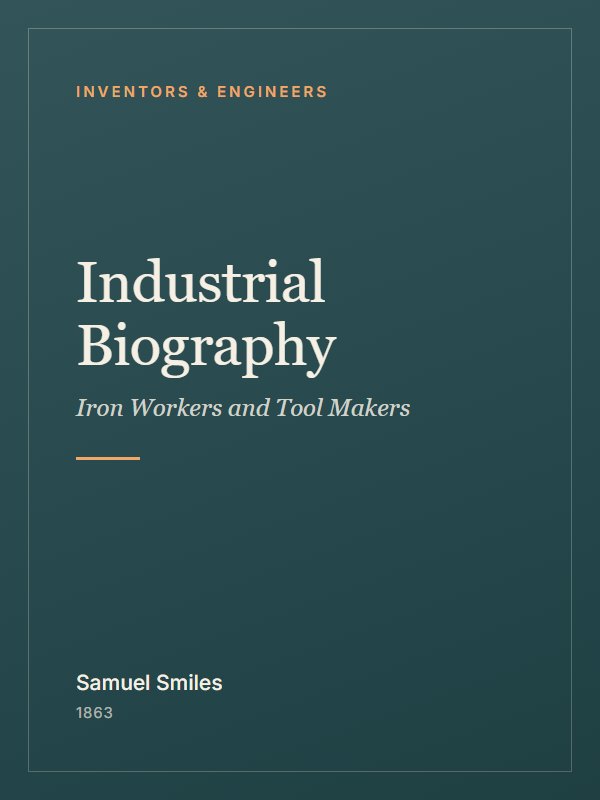 INVENTORS & ENGINEERS
Industrial
Biography
Iron Workers and Tool Makers
Samuel Smiles
1863